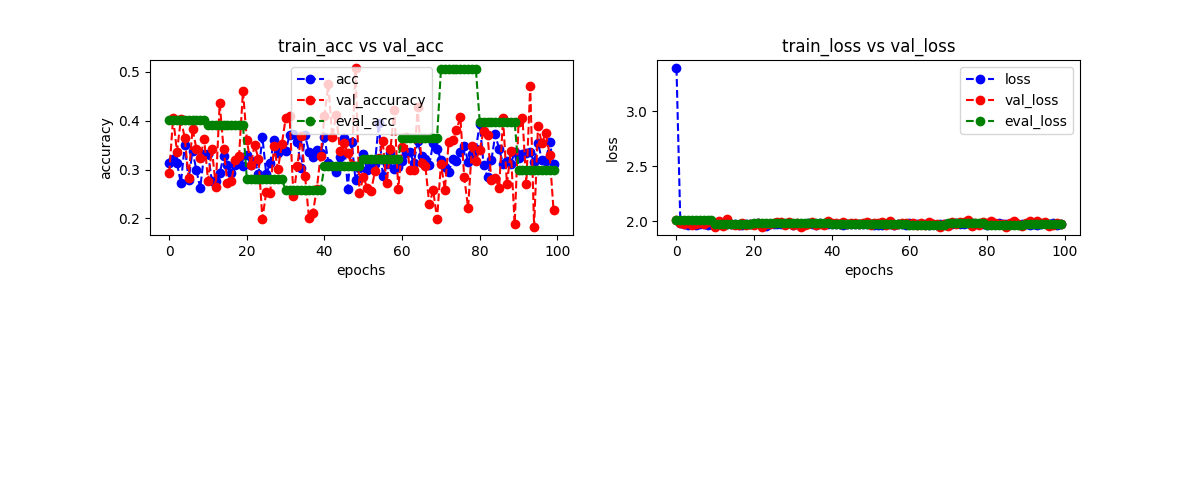 train_acc vs val_acc
accuracy
0.5
0.4
0.3
0.2
acc
val_accuracy
eval_acc
0
20
40
60
80
100
epochs
train_loss vs val_loss
loss
3.0
2.5
2.0
loss
val_loss
eval_loss
0
20
40
60
80
100
epochs